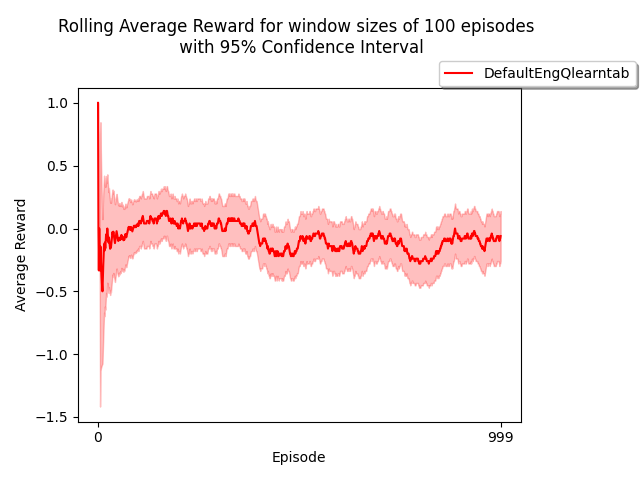 Rolling Average Reward for window sizes of 100 episodes
with 95% Confidence Interval
DefaultEngQlearntab
1.0
0.5
0.0
−0.5
−1.0
−1.5
Average Reward
0
999
Episode